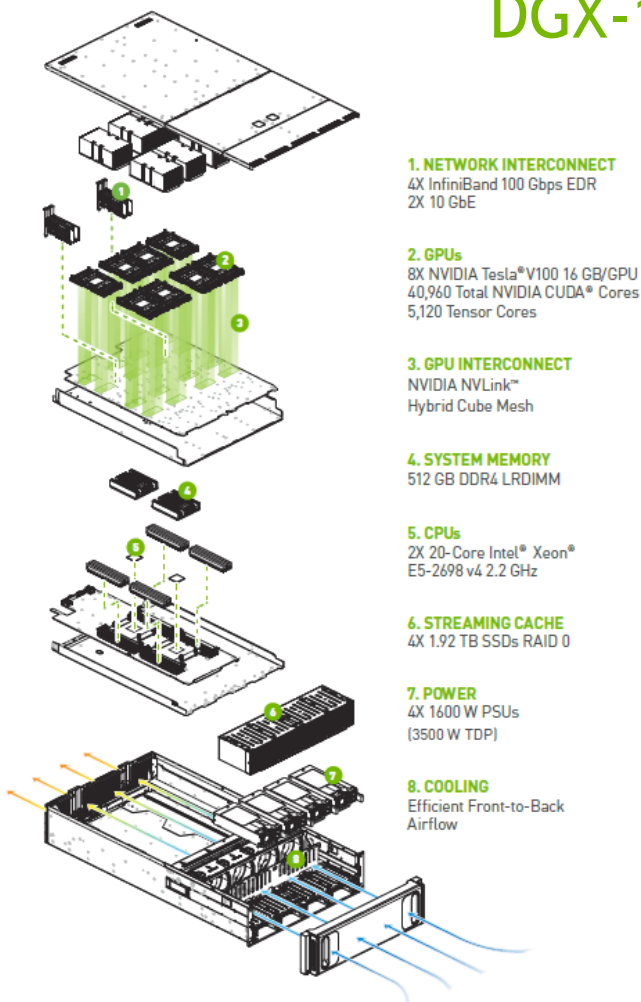 DGX-1
1. NETWORK INTERCONNECT
4X InfiniBand 100 Gbps EDR
2X 10 GbE
2. GPUs
8X NVIDIA Tesla® V100 16 GB/GPU
40,960 Total NVIDIA CUDA® Cores
5,120 Tensor Cores
3. GPU INTERCONNECT
NVIDIA NVLink™
Hybrid Cube Mesh
4. SYSTEM MEMORY
512 GB DDR4 LRDIMM
5. CPUs
2X 20-Core Intel® Xeon®
E5-2698 v4 2.2 GHz
6. STREAMING CACHE
4X 1.92 TB SSDs RAID 0
7. POWER
4X 1600 W PSUs
(3500 W TDP)
8. COOLING
Efficient Front-to-Back
Airflow
1
2
3
4
5
6
7
8